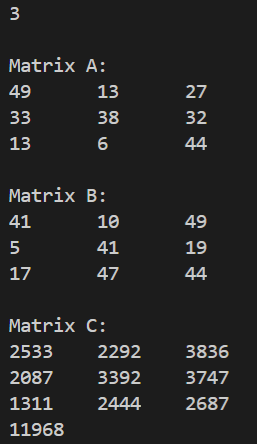 3
Matrix A:
49 13 27
33 38 32
13 6 44
Matrix B:
41 10 49
5 41 19
17 47 44
Matrix C:
2533 2292 3836
2087 3392 3747
1311 2444 2687
11968